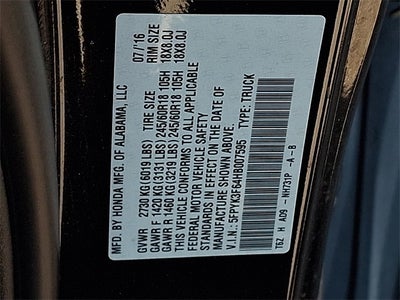 MFD. BY HONDA MFG. OF ALABAMA, LLC 07/16
TIRE SIZE RIM SIZE
GVWR 2730 KG (6019 LBS)
GAWR F 1420 KG (3131 LBS) 245/60R18 105H 18X8.0J
GAWR R 1460 KG (3219 LBS) 245/60R18 105H 18X8.0J
THIS VEHICLE CONFORMS TO ALL APPLICABLE
FEDERAL MOTOR VEHICLE SAFETY
STANDARDS IN EFFECT ON THE DATE OF
MANUFACTURE SHOWN ABOVE.
V.I.N.: 5FPYK3F64HB007595 TYPE: TRUCK
T6Z H AD9 - NH731P -A -B